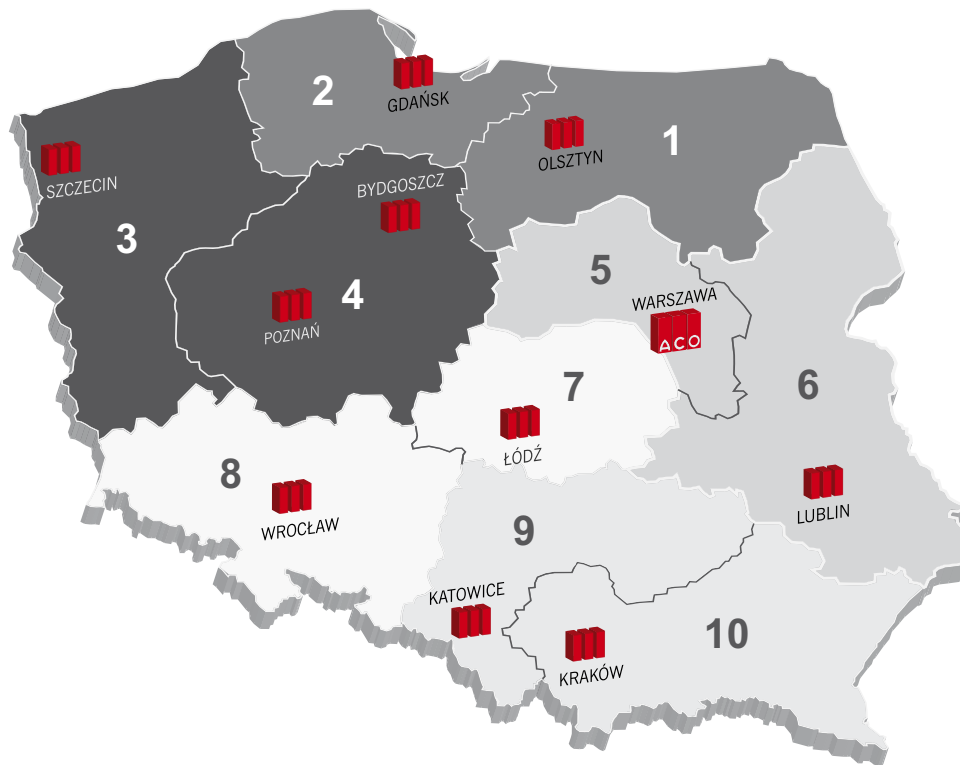 2
GDAŃSK
1
OLSZTYN
SZCZECIN
BYDGOSZCZ
3
4
POZNAŃ
5
WARSZAWA
ACO
7
6
ŁÓDŹ
8
WROCŁAW
LUBLIN
9
KATOWICE
10
KRAKÓW